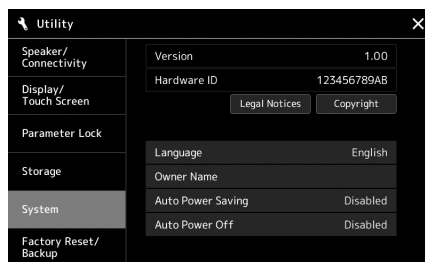 Utility
Speaker/
Connectivity
Display/
Touch Screen
Parameter Lock
Storage
System
Factory Reset/
Backup
Version 1.00
Hardware ID 123456789AB
Legal Notices Copyright
Language English
Owner Name
Auto Power Saving Disabled
Auto Power Off Disabled